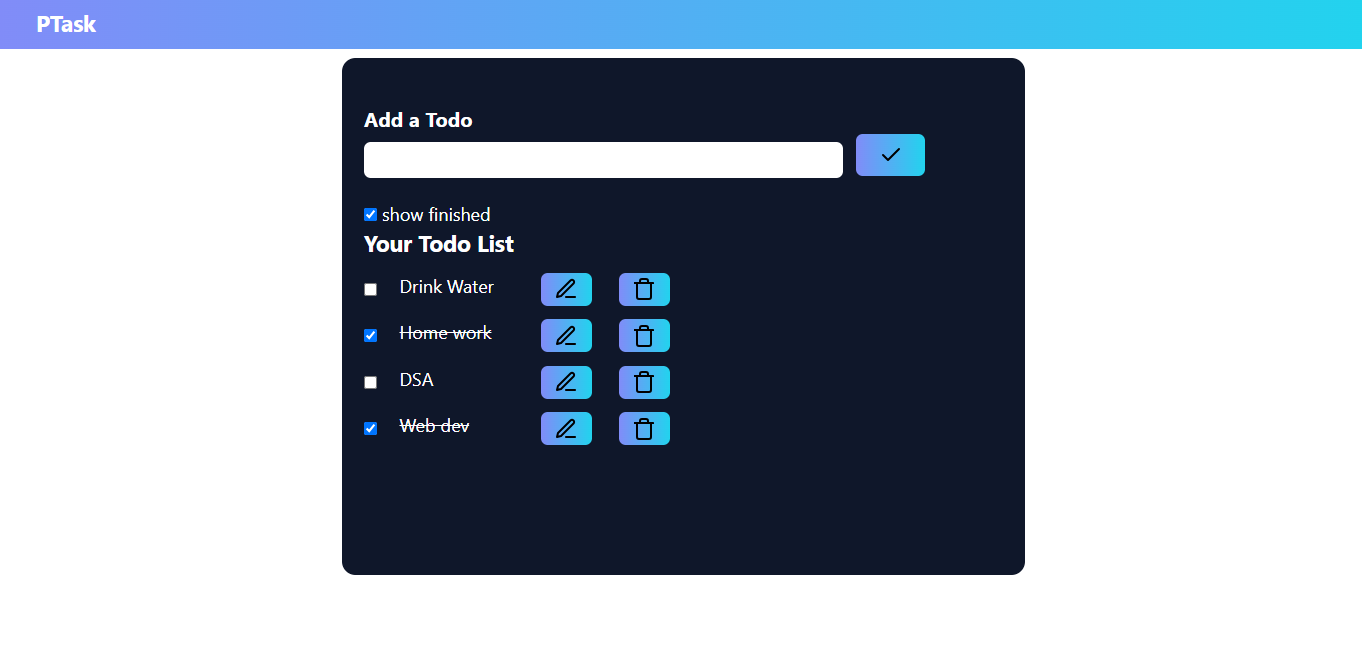 PTask
Add a Todo
show finished
Your Todo List
Drink Water
Home work
DSA
Web dev